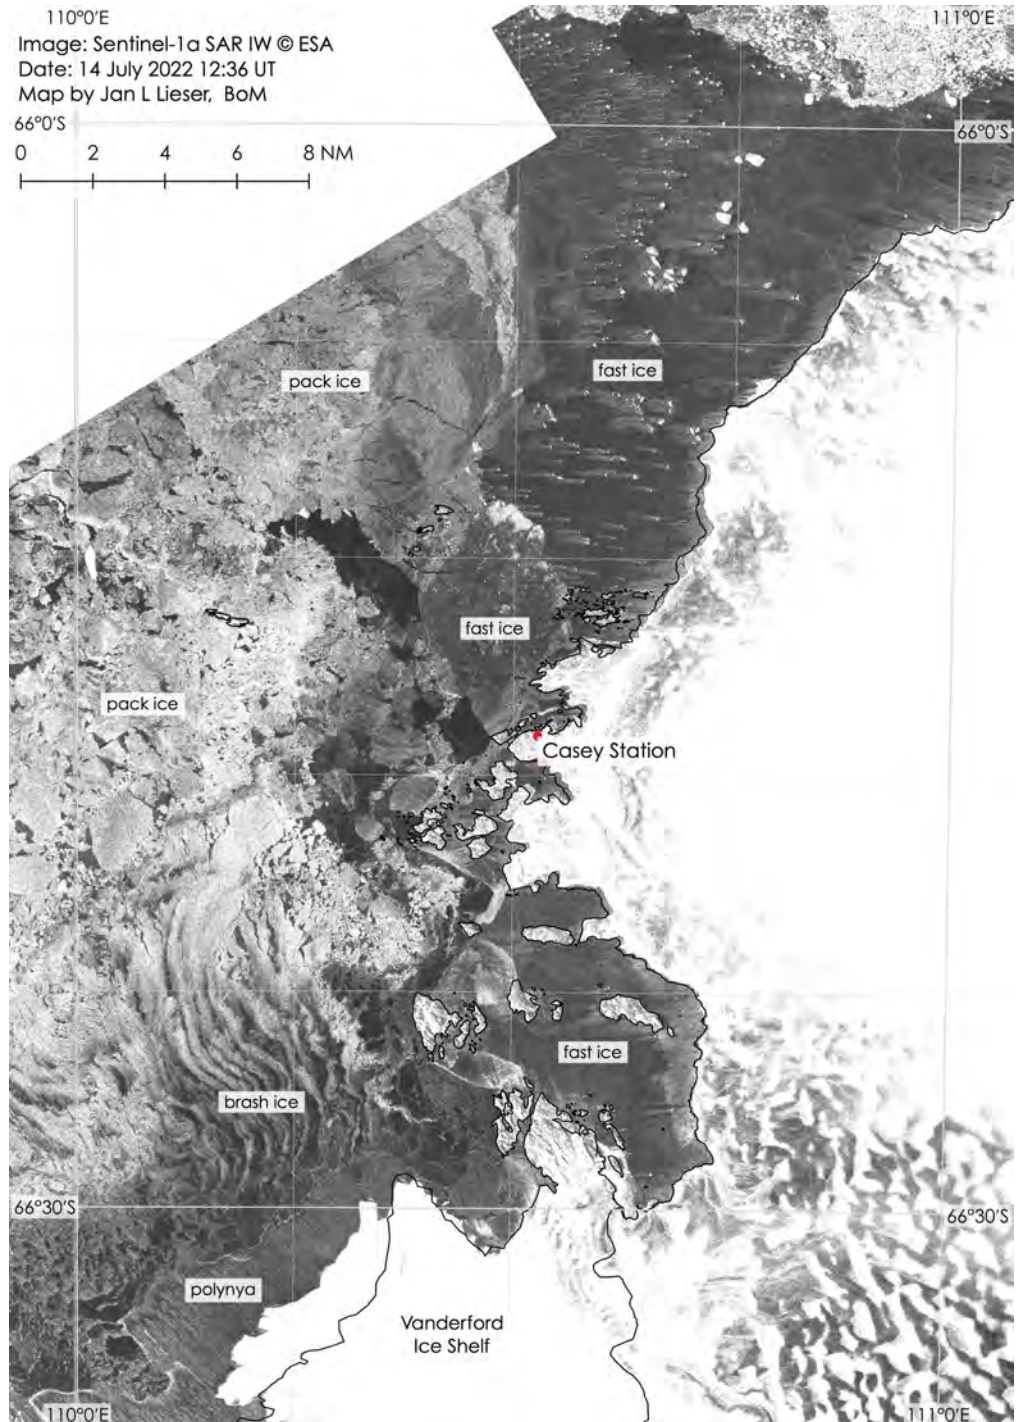 110°0'E
111°0'E
Image: Sentinel-1a SAR IW © ESA
Date: 14 July 2022 12:36 UT
Map by Jan L Lieser, BoM
66°0'S
66°0'S
0 2 4 6 8 NM
fast ice
pack ice
fast ice
pack ice
Casey Station
fast ice
brash ice
66°30'S
66°30'S
polynya
Vanderford
Ice Shelf
110°0'E
111°0'E